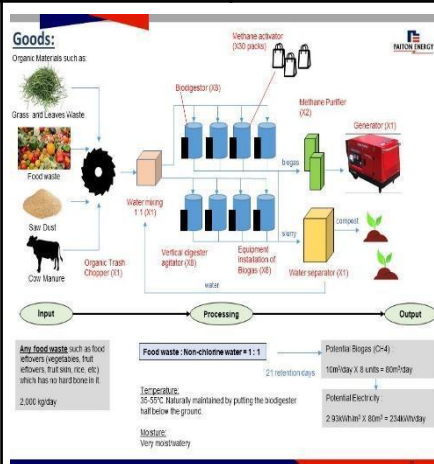 Goods:
PAITON ENERGY
Organic Materials such as:
Grass and Leaves Waste
Food waste
Saw Dust
Cow Manure
Organic Trash
Chopper (X1)
Water mixing
1:1 (X1)
Biodigestor (X8)
Methane activator
(X30 packs)
Vertical digester
agitator (X8)
Equipment
Instalation of
Biogas (X8)
biogas
slurry
water
Methane Purifier
(X2)
Generator (X1)
compost
Water separator (X1)
Input
Processing
Output
Any food waste such as food
leftovers (vegetables, fruit
leftovers, fruit skin, rice, etc)
which has no hard bone in it.
2,000 kg/day
Food waste : Non-chlorine water = 1 : 1
21 retention days
Temperature:
35-55°C Naturally maintained by putting the biodigester
half below the ground.
Moisture:
Very moist/watery
Potential Biogas (CH4) :
10m³/day X 8 units = 80m³/day
Potential Electricity :
2.93kWh/m³ X 80m³ = 234kWh/day